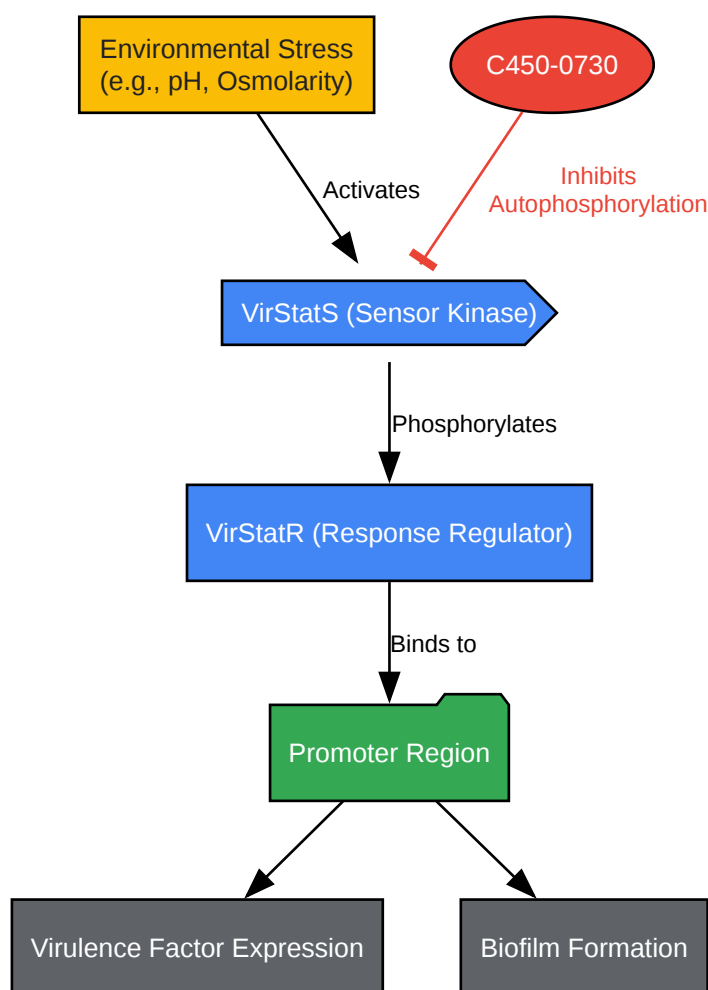 Environmental Stress
(e.g., pH, Osmolarity)
C450-0730
Activates
Inhibits
Autophosphorylation
VirStatS (Sensor Kinase)
Phosphorylates
VirStatR (Response Regulator)
Binds to
Promoter Region
Virulence Factor Expression
Biofilm Formation